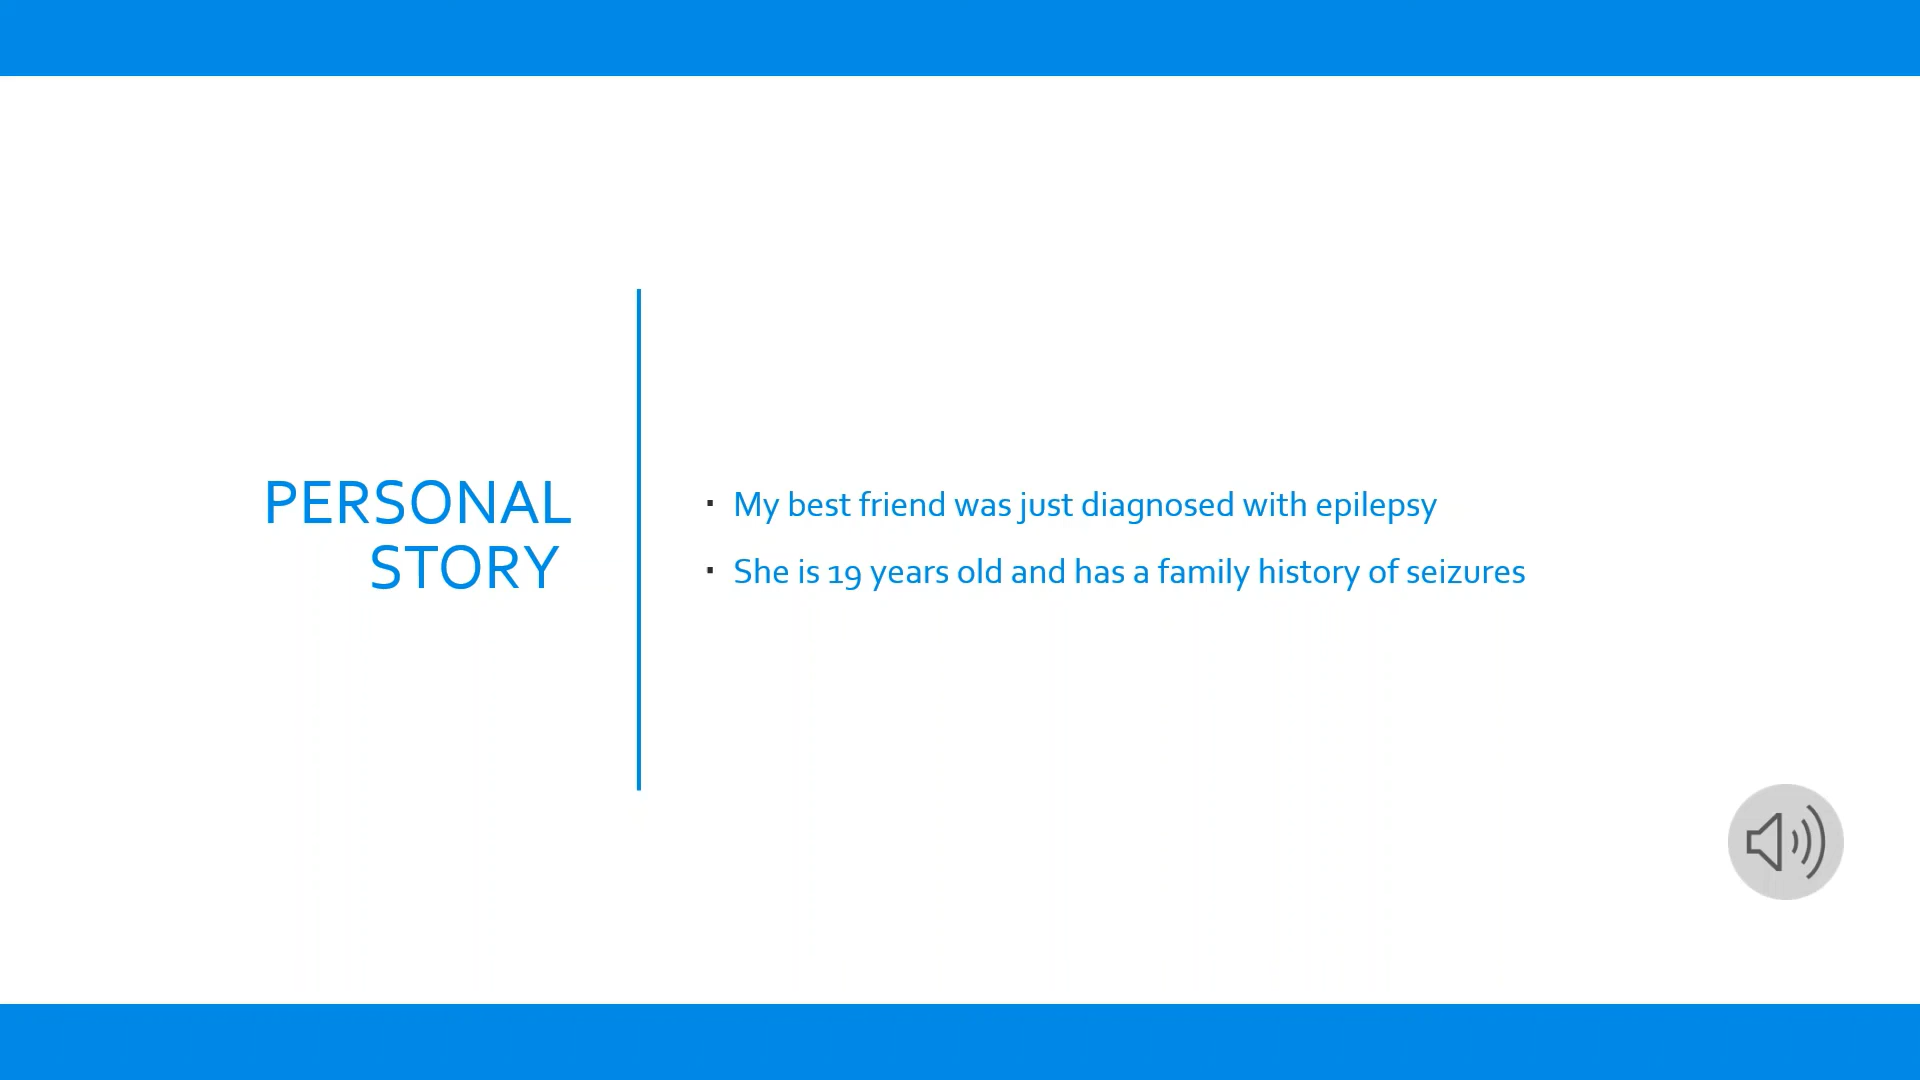 PERSONAL
STORY
▪ My best friend was just diagnosed with epilepsy
▪ She is 19 years old and has a family history of seizures